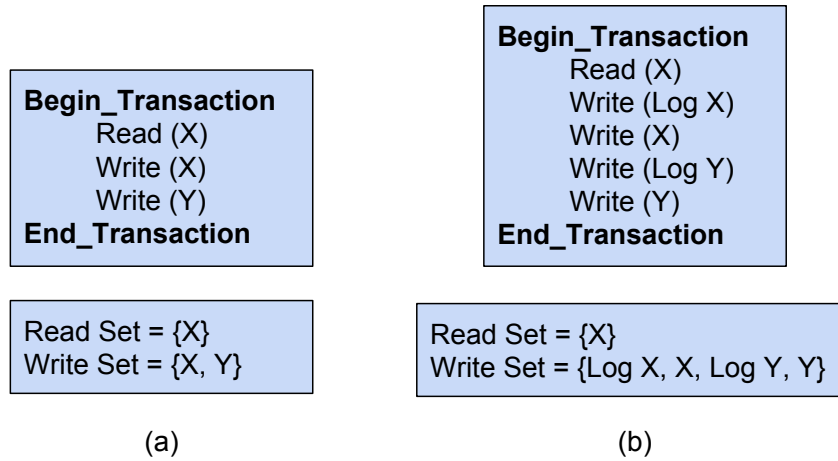 Begin_Transaction
Read (X)
Write (X)
Write (Y)
End_Transaction
Read Set = {X}
Write Set = {X, Y}
(a)
Begin_Transaction
Read (X)
Write (Log X)
Write (X)
Write (Log Y)
Write (Y)
End_Transaction
Read Set = {X}
Write Set = {Log X, X, Log Y, Y}
(b)